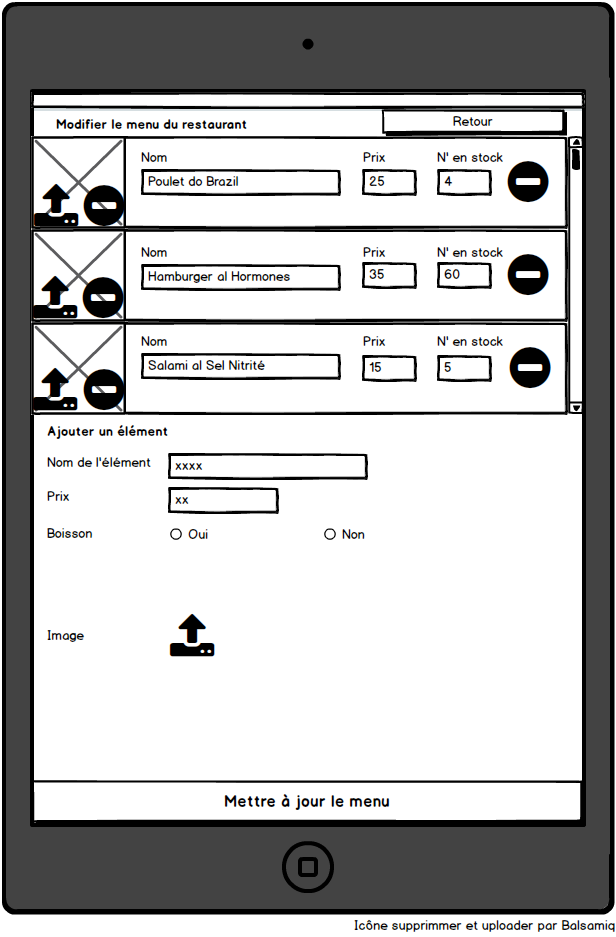 Modifier le menu du restaurant
Retour
Nom
Prix
N' en stock
Poulet do Brazil
25
4
Nom
Prix
N' en stock
Hamburger al Hormones
35
60
Nom
Prix
N' en stock
Salami al Sel Nitrité
15
5
Ajouter un élément
Nom de l'élément
xxxx
Prix
xx
Boisson
Oui
Non
Image
Mettre à jour le menu
Icône supprimmer et uploader par Balsamiq